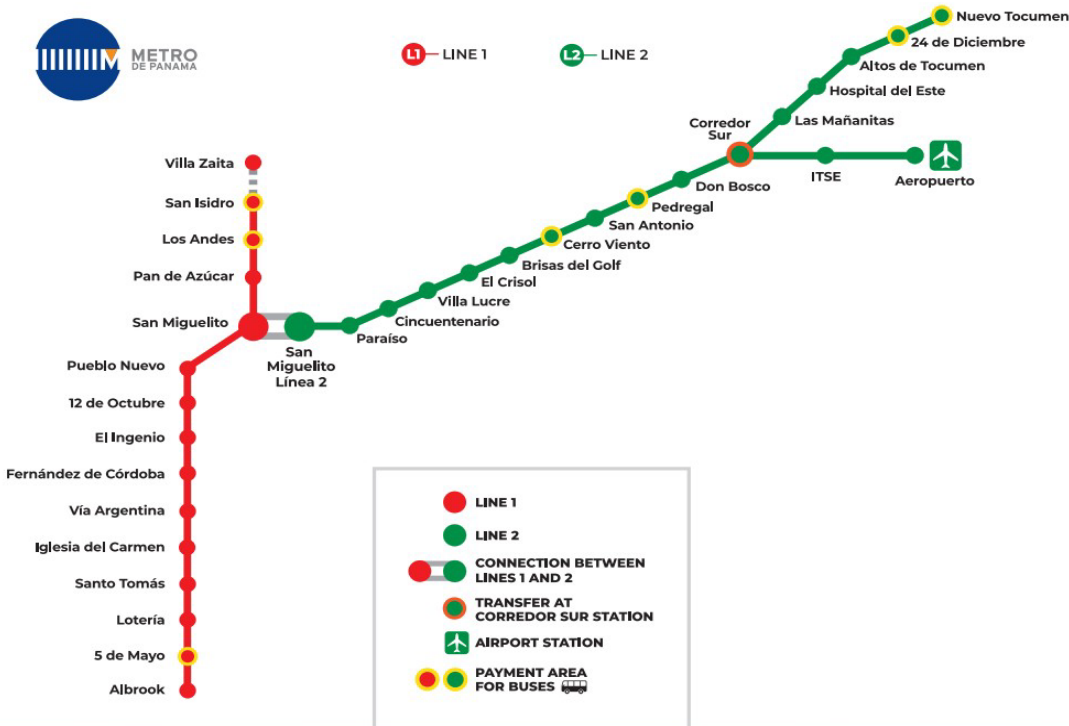 METRO
DE PANAMA
L1 LINE 1
L2 LINE 2
Villa Zaita
San Isidro
Los Andes
Pan de Azúcar
San Miguelito
Pueblo Nuevo
12 de Octubre
El Ingenio
Fernández de Córdoba
Vía Argentina
Iglesia del Carmen
Santo Tomás
Lotería
5 de Mayo
Albrook
San
Miguelito
Línea 2
Paraíso
Cincuentenario
Villa Lucre
El Crisol
Brisas del Golf
Cerro Viento
San Antonio
Pedregal
Don Bosco
Corredor
Sur
Las Mañanitas
Hospital del Este
Altos de Tocumen
24 de Diciembre
Nuevo Tocumen
ITSE
Aeropuerto
LINE 1
LINE 2
CONNECTION BETWEEN
LINES 1 AND 2
TRANSFER AT
CORREDOR SUR STATION
AIRPORT STATION
PAYMENT AREA
FOR BUSES